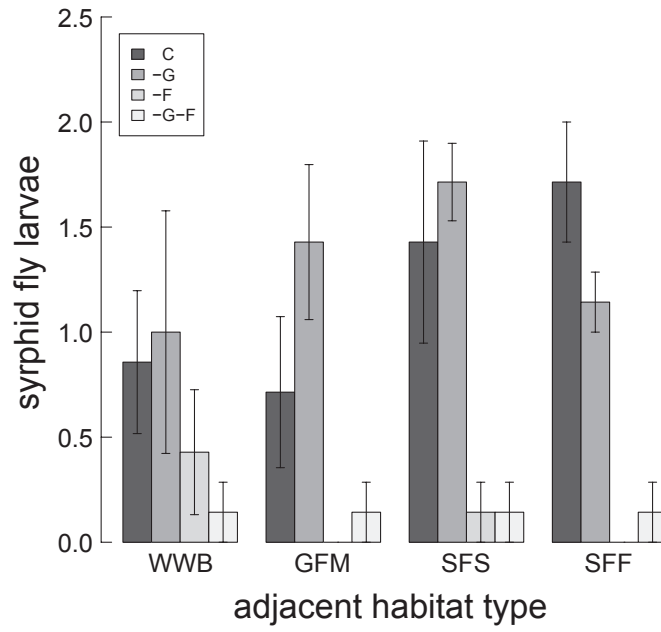 2.5
2.0
1.5
1.0
0.5
0.0
syrphid fly larvae
C
−G
−F
−G−F
WWB GFM SFS SFF
adjacent habitat type